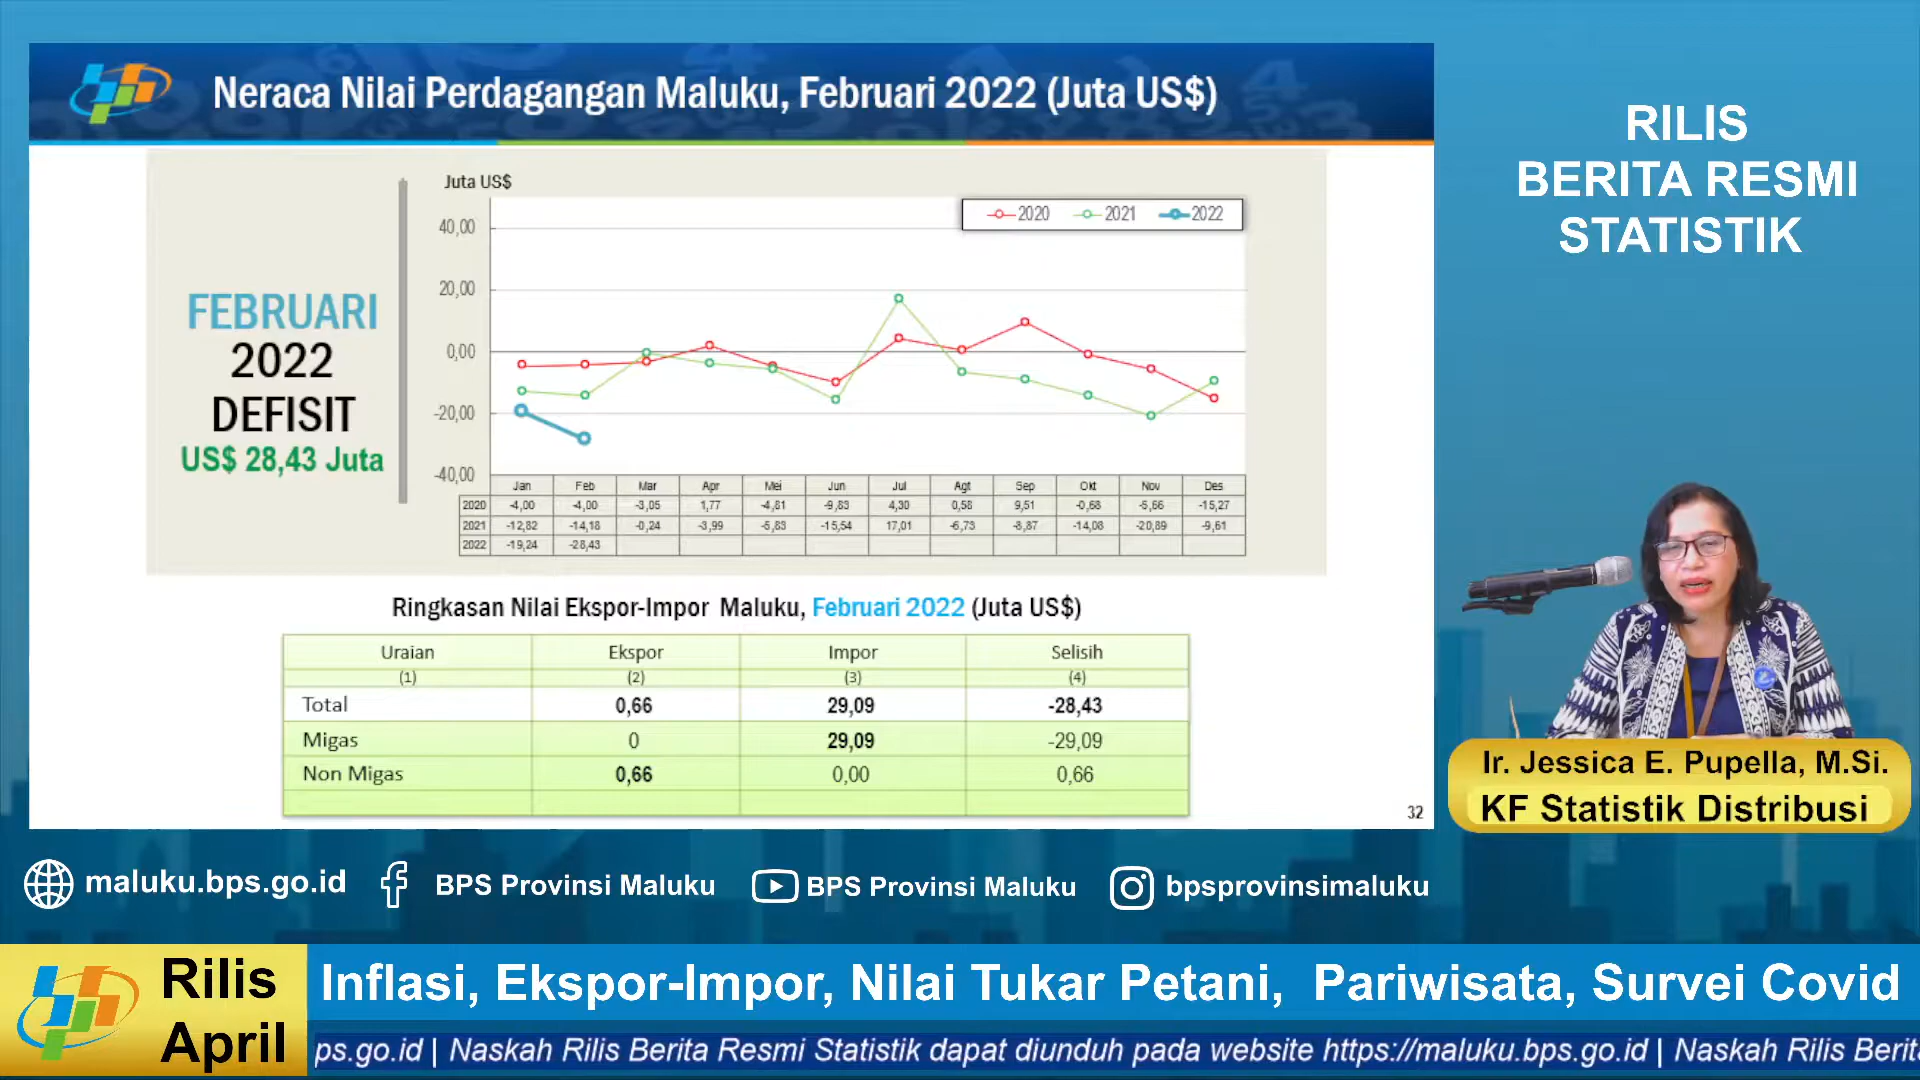 Neraca Nilai Perdagangan Maluku, Februari 2022 (Juta US$)
RILIS
BERITA RESMI
STATISTIK
FEBRUARI
2022
DEFISIT
US$ 28,43 Juta
Juta US$
2020 2021 2022
40,00
20,00
0,00
-20,00
-40,00
Jan Feb Mar Apr Mei Jun Jul Agt Sep Okt Nov Des
2020 -4,00 -4,00 -3,05 1,77 -4,81 -9,83 4,30 0,58 9,51 -0,68 -5,66 -15,27
2021 -12,82 -14,18 -0,24 -3,99 -5,83 -15,54 17,01 -6,73 -8,87 -14,08 -20,89 -9,61
2022 -19,24 -28,43
Ringkasan Nilai Ekspor-Impor Maluku, Februari 2022 (Juta US$)
Uraian Ekspor Impor Selisih
(1) (2) (3) (4)
Total 0,66 29,09 -28,43
Migas 0 29,09 -29,09
Non Migas 0,66 0,00 0,66
32
Ir. Jessica E. Pupella, M.Si.
KF Statistik Distribusi
maluku.bps.go.id BPS Provinsi Maluku BPS Provinsi Maluku bpsprovinsimaluku
Rilis
April
Inflasi, Ekspor-Impor, Nilai Tukar Petani, Pariwisata, Survei Covid
ps.go.id | Naskah Rilis Berita Resmi Statistik dapat diunduh pada website https://maluku.bps.go.id | Naskah Rilis Berita